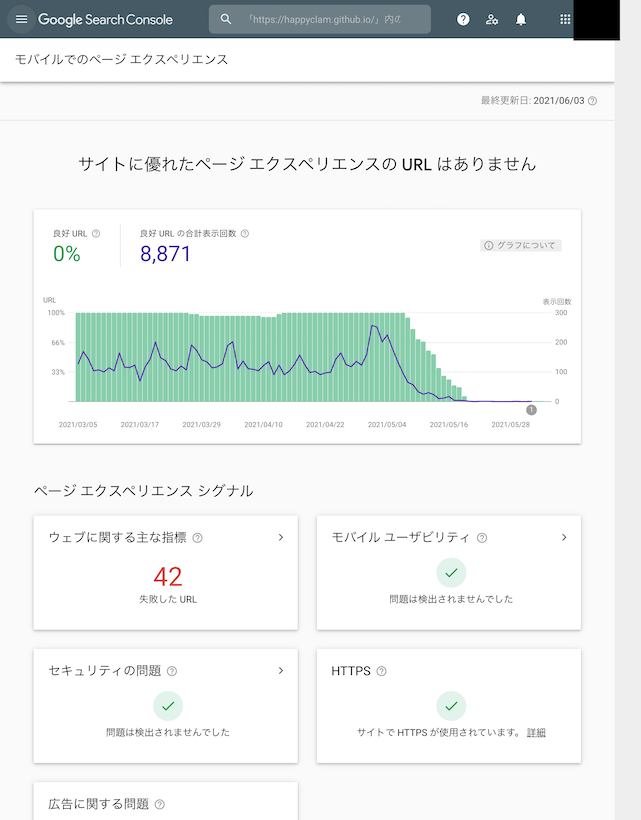 Google Search Console
「https://happyclam.github.io/」内の
モバイルでのページ エクスペリエンス
最終更新日: 2021/06/03
サイトに優れたページ エクスペリエンスの URL はありません
良好 URL
0%
良好 URL の合計表示回数
8,871
グラフについて
URL
表示回数
100%
300
66%
200
33%
100
0
1
2021/03/05
2021/03/17
2021/03/29
2021/04/10
2021/04/22
2021/05/04
2021/05/16
2021/05/28
ページ エクスペリエンス シグナル
ウェブに関する主な指標
42
失敗した URL
モバイル ユーザビリティ
問題は検出されませんでした
セキュリティの問題
問題は検出されませんでした
HTTPS
サイトで HTTPS が使用されています。 詳細
広告に関する問題